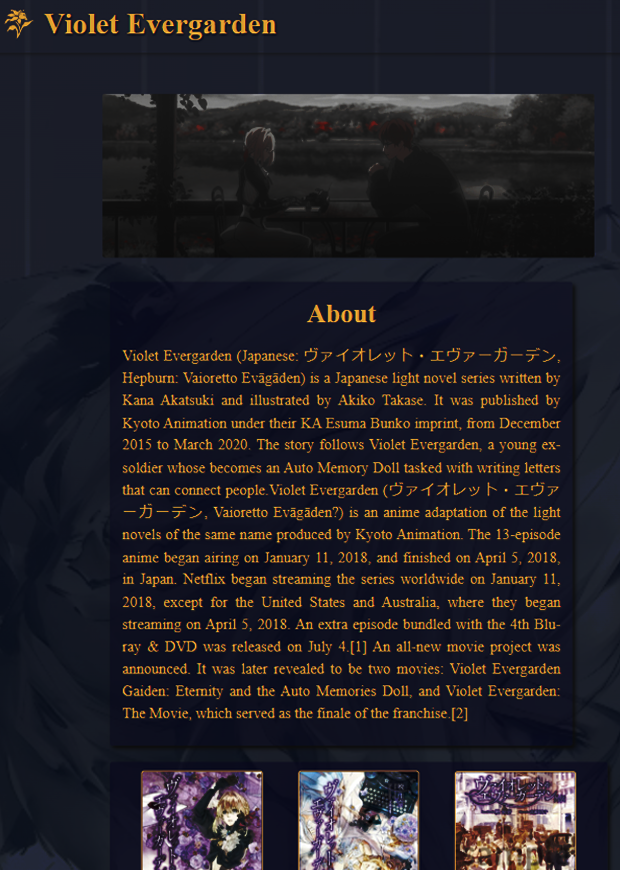 Violet Evergarden
About
Violet Evergarden (Japanese: ヴァイオレット・エヴァーガーデン,
Hepburn: Vaioretto Evāgāden) is a Japanese light novel series written by
Kana Akatsuki and illustrated by Akiko Takase. It was published by
Kyoto Animation under their KA Esuma Bunko imprint, from December
2015 to March 2020. The story follows Violet Evergarden, a young ex-
soldier whose becomes an Auto Memory Doll tasked with writing letters
that can connect people.Violet Evergarden (ヴァイオレット・エヴァ
ーガーデン, Vaioretto Evāgāden?) is an anime adaptation of the light
novels of the same name produced by Kyoto Animation. The 13-episode
anime began airing on January 11, 2018, and finished on April 5, 2018,
in Japan. Netflix began streaming the series worldwide on January 11,
2018, except for the United States and Australia, where they began
streaming on April 5, 2018. An extra episode bundled with the 4th Blu-
ray & DVD was released on July 4.[1] An all-new movie project was
announced. It was later revealed to be two movies: Violet Evergarden
Gaiden: Eternity and the Auto Memories Doll, and Violet Evergarden:
The Movie, which served as the finale of the franchise.[2]